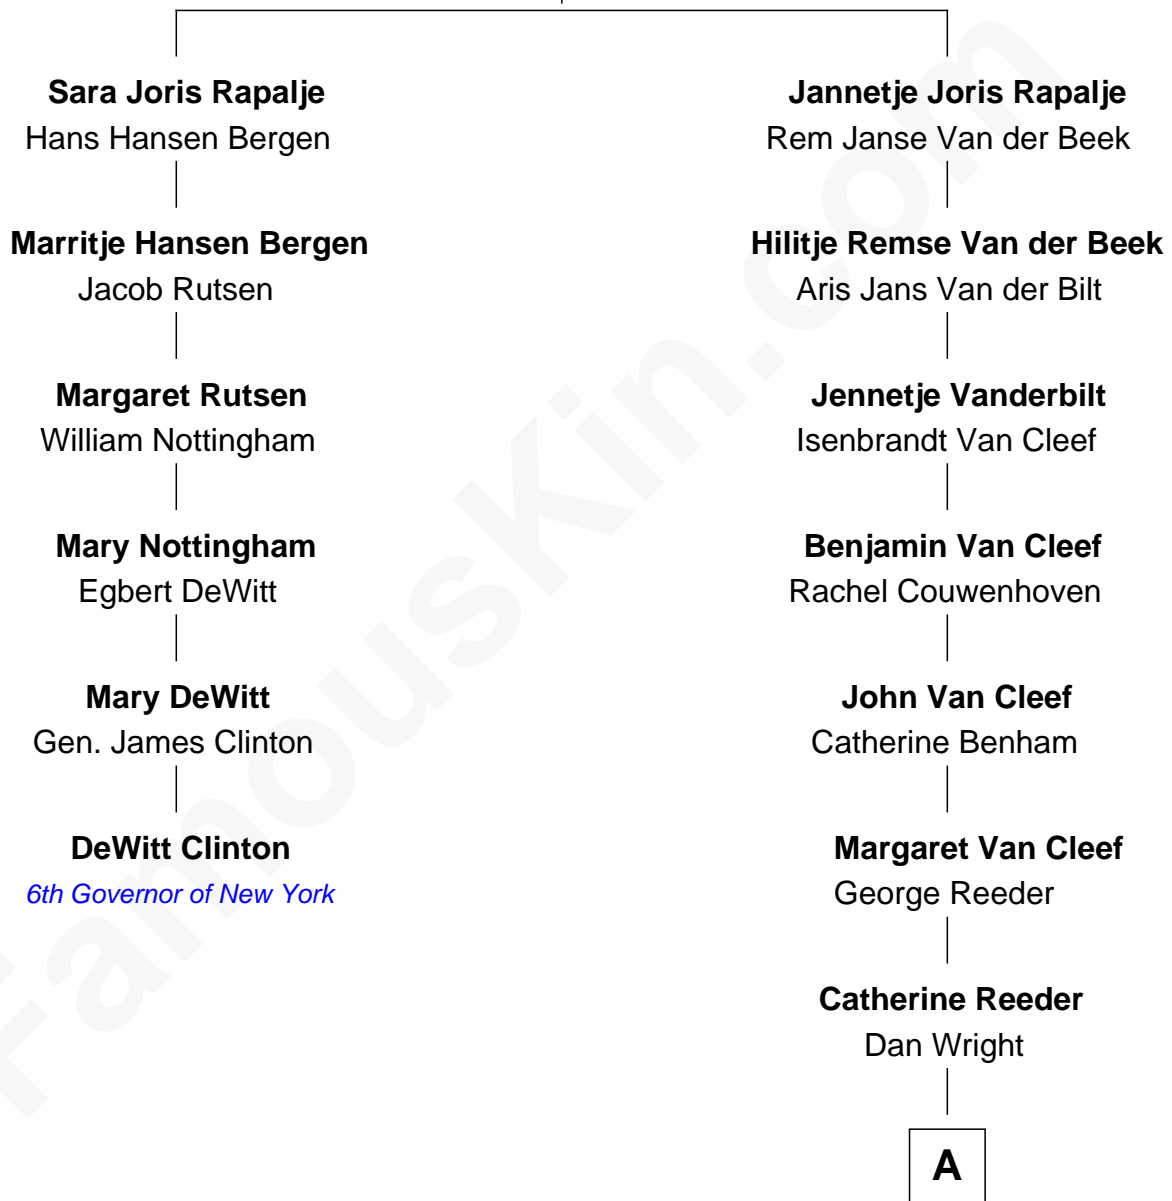 Sara Joris Rapalje
Hans Hansen Bergen
Marritje Hansen Bergen
Jacob Rutsen
Margaret Rutsen
William Nottingham
Mary Nottingham
Egbert DeWitt
Mary DeWitt
Gen. James Clinton
DeWitt Clinton
6th Governor of New York
Jannetje Joris Rapalje
Rem Janse Van der Beek
Hilitje Remse Van der Beek
Aris Jans Van der Bilt
Jennetje Vanderbilt
Isenbrandt Van Cleef
Benjamin Van Cleef
Rachel Couwenhoven
John Van Cleef
Catherine Benham
Margaret Van Cleef
George Reeder
Catherine Reeder
Dan Wright
A
FamousKin.com